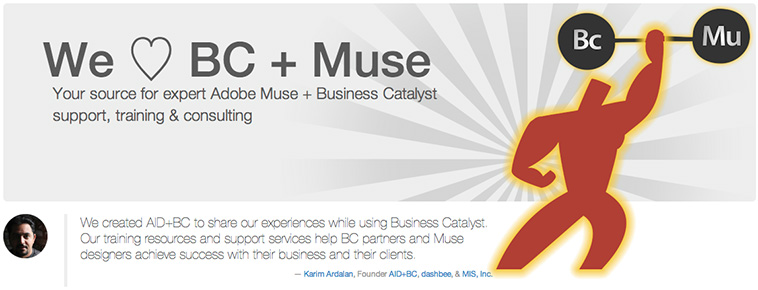 We ♡ BC + Muse
Your source for expert Adobe Muse + Business Catalyst
support, training & consulting
Bc
Mu
We created AID+BC to share our experiences while using Business Catalyst.
Our training resources and support services help BC partners and Muse
designers achieve success with their business and their clients.
— Karim Ardalan, Founder AID+BC, dashbee, & MIS, Inc.